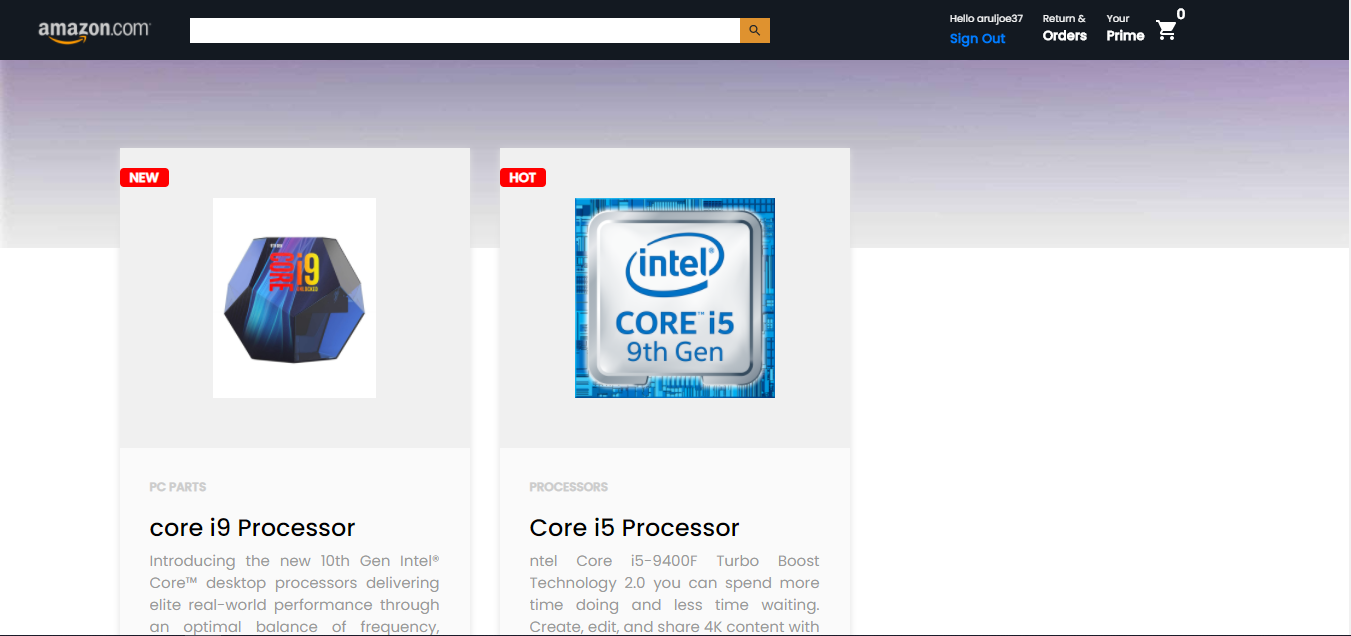 amazon.com
Hello aruljoe37
Sign Out
Return &
Orders
Your
Prime
0
NEW
CORE i9
UNLOCKED
PC PARTS
core i9 Processor
Introducing the new 10th Gen Intel®
Core™ desktop processors delivering
elite real-world performance through
an optimal balance of frequency,
HOT
intel®
CORE™ i5
9th Gen
PROCESSORS
Core i5 Processor
ntel Core i5-9400F Turbo Boost
Technology 2.0 you can spend more
time doing and less time waiting.
Create, edit, and share 4K content with